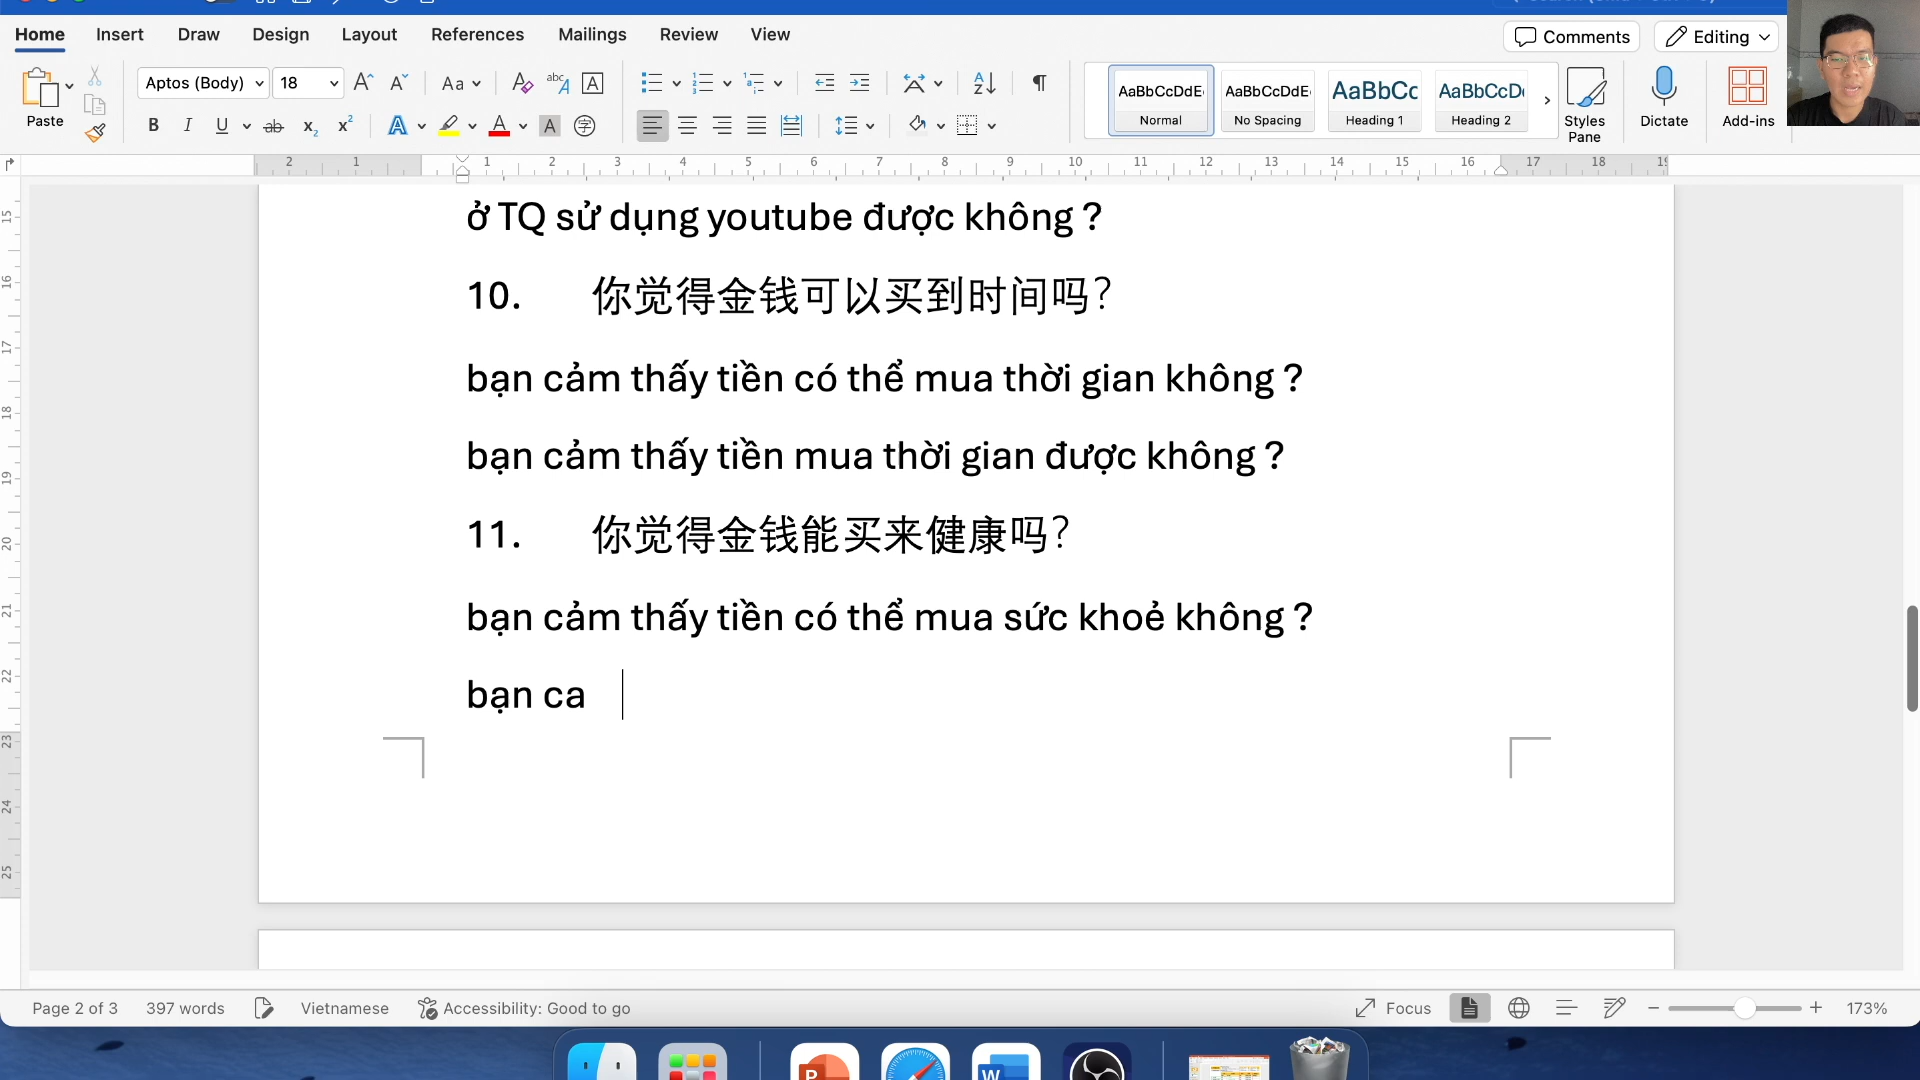 Home Insert Draw Design Layout References Mailings Review View Comments Editing
Paste Aptos (Body) 18 Aa
AaBbCcDdE AaBbCcDdE AaBbCc AaBbCcD
Normal No Spacing Heading 1 Heading 2
Styles Pane Dictate Add-ins
ở TQ sử dụng youtube được không ?
10. 你觉得金钱可以买到时间吗？
bạn cảm thấy tiền có thể mua thời gian không ?
bạn cảm thấy tiền mua thời gian được không ?
11. 你觉得金钱能买来健康吗？
bạn cảm thấy tiền có thể mua sức khoẻ không ?
bạn ca
Page 2 of 3 397 words Vietnamese Accessibility: Good to go Focus 173%